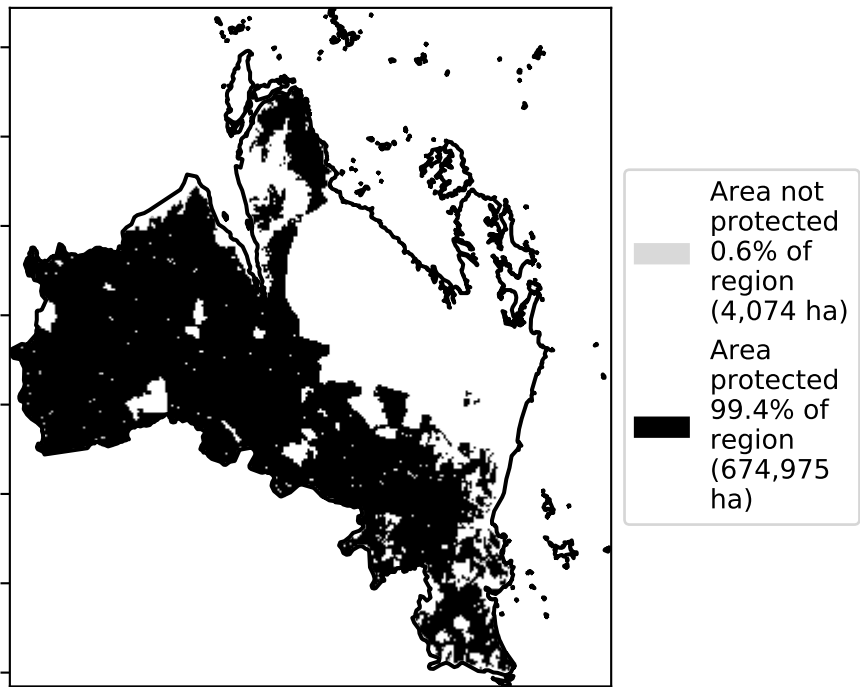 Area not
protected
0.6% of
region
(4,074 ha)
Area
protected
99.4% of
region
(674,975
ha)